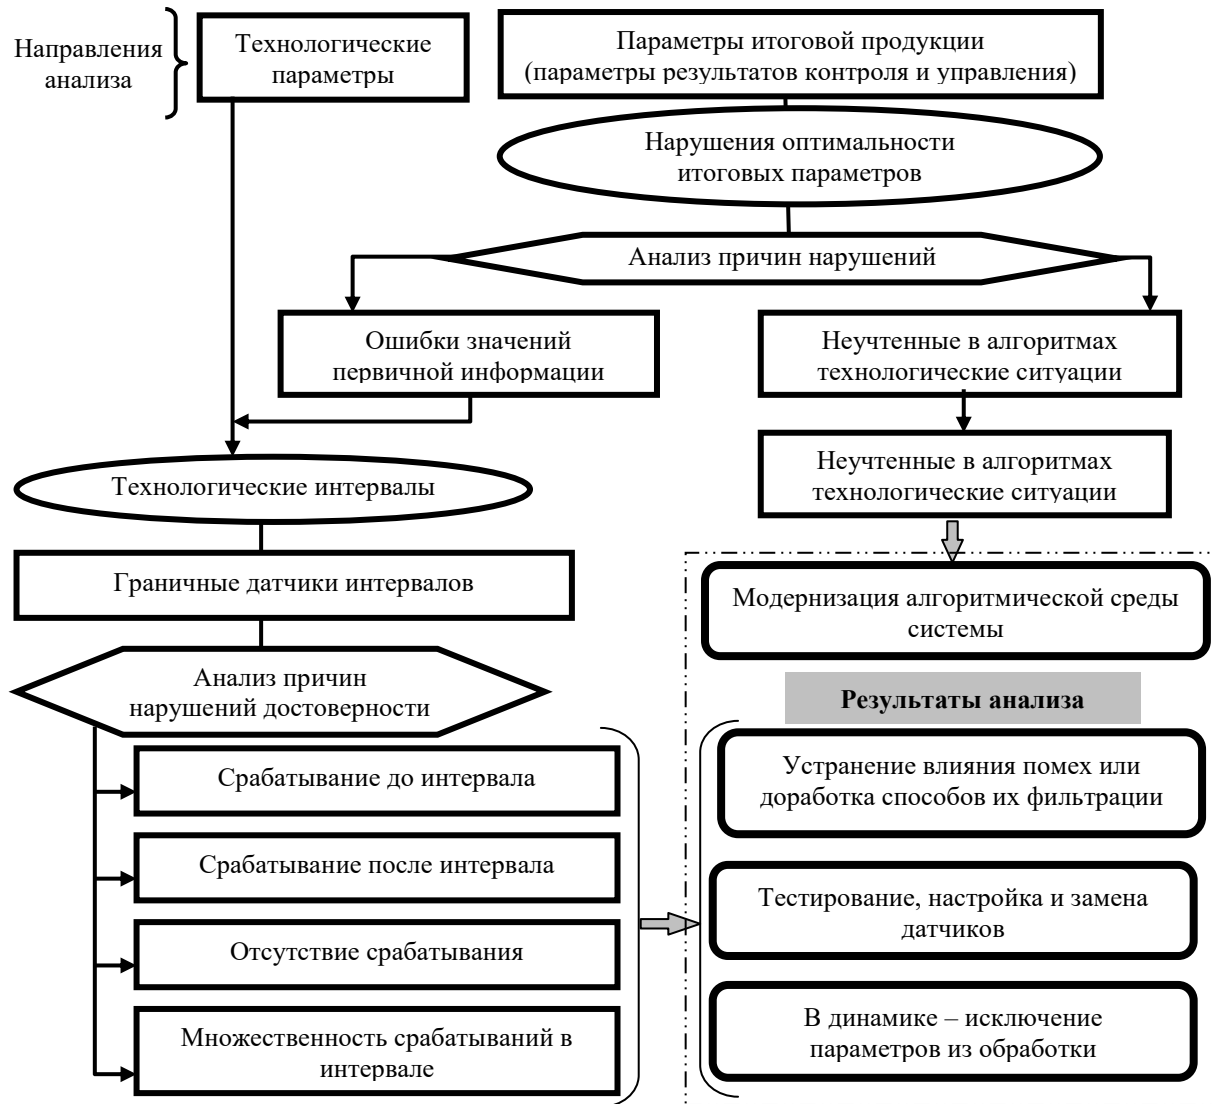 Направления
анализа
Технологические
параметры
Параметры итоговой продукции
(параметры результатов контроля и управления)
Нарушения оптимальности
итоговых параметров
Анализ причин нарушений
Ошибки значений
первичной информации
Неучтенные в алгоритмах
технологические ситуации
Неучтенные в алгоритмах
технологические ситуации
Технологические интервалы
Граничные датчики интервалов
Анализ причин
нарушений достоверности
Срабатывание до интервала
Срабатывание после интервала
Отсутствие срабатывания
Множественность срабатываний в
интервале
Модернизация алгоритмической среды
системы
Результаты анализа
Устранение влияния помех или
доработка способов их фильтрации
Тестирование, настройка и замена
датчиков
В динамике – исключение
параметров из обработки